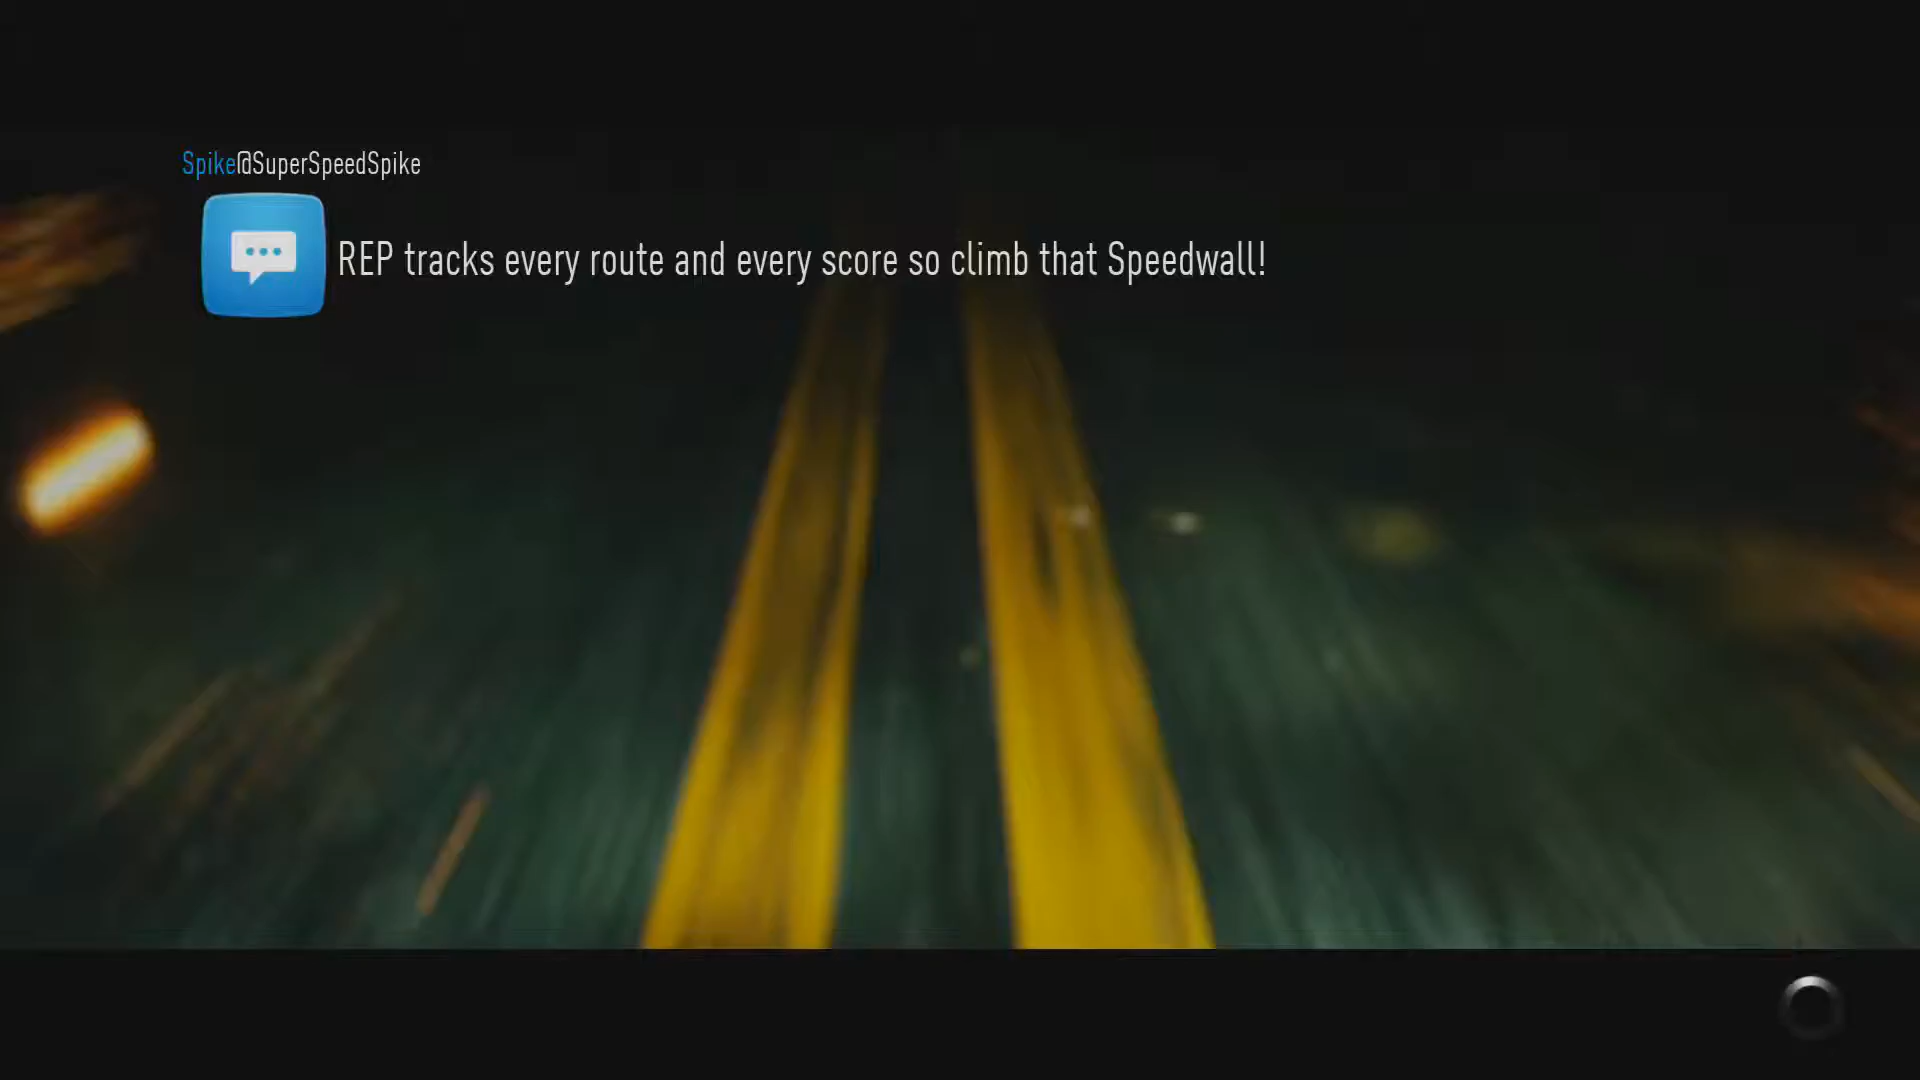 Spike@SuperSpeedSpike
REP tracks every route and every score so climb that Speedwall!